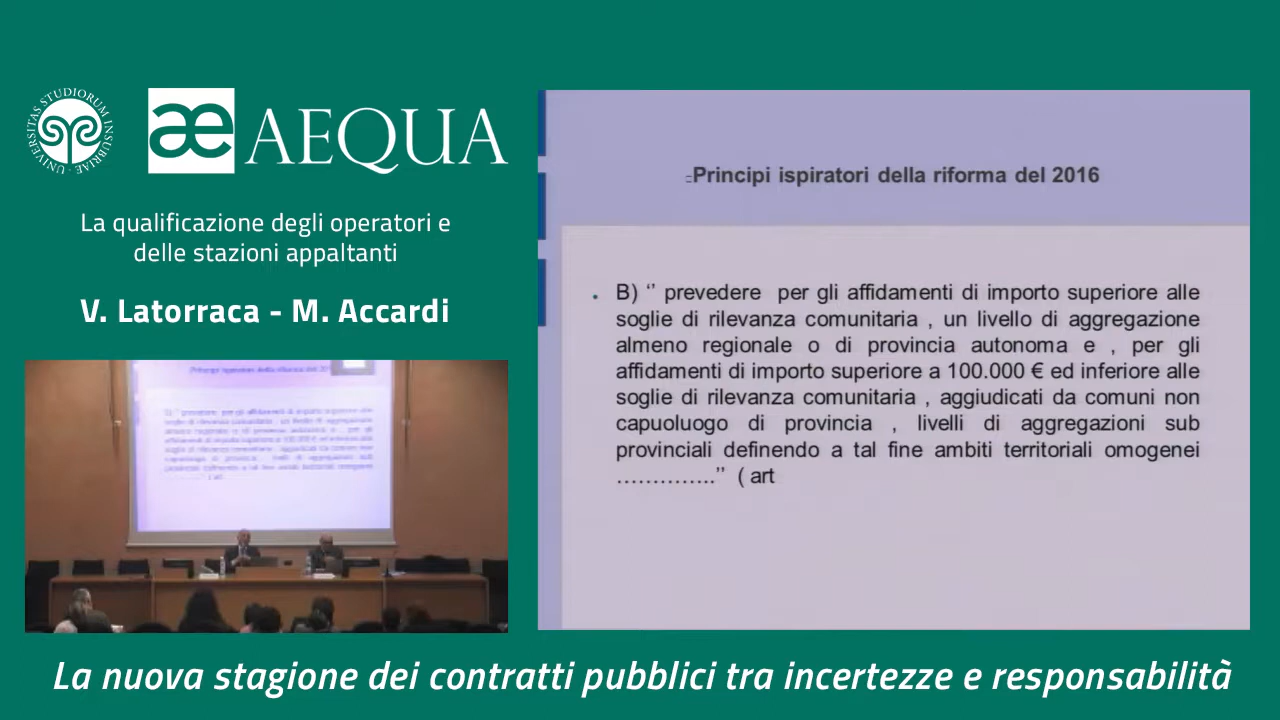 UNIVERSITAS STUDIORUM INSUBRIAE
æ AEQUA
La qualificazione degli operatori e
delle stazioni appaltanti
V. Latorraca - M. Accardi
Principi ispiratori della riforma del 2016
B) ‘’ prevedere per gli affidamenti di importo superiore alle
soglie di rilevanza comunitaria , un livello di aggregazione
almeno regionale o di provincia autonoma e , per gli
affidamenti di importo superiore a 100.000 € ed inferiore alle
soglie di rilevanza comunitaria , aggiudicati da comuni non
capuoluogo di provincia , livelli di aggregazioni sub
provinciali definendo a tal fine ambiti territoriali omogenei
…………..’’ ( art
La nuova stagione dei contratti pubblici tra incertezze e responsabilità